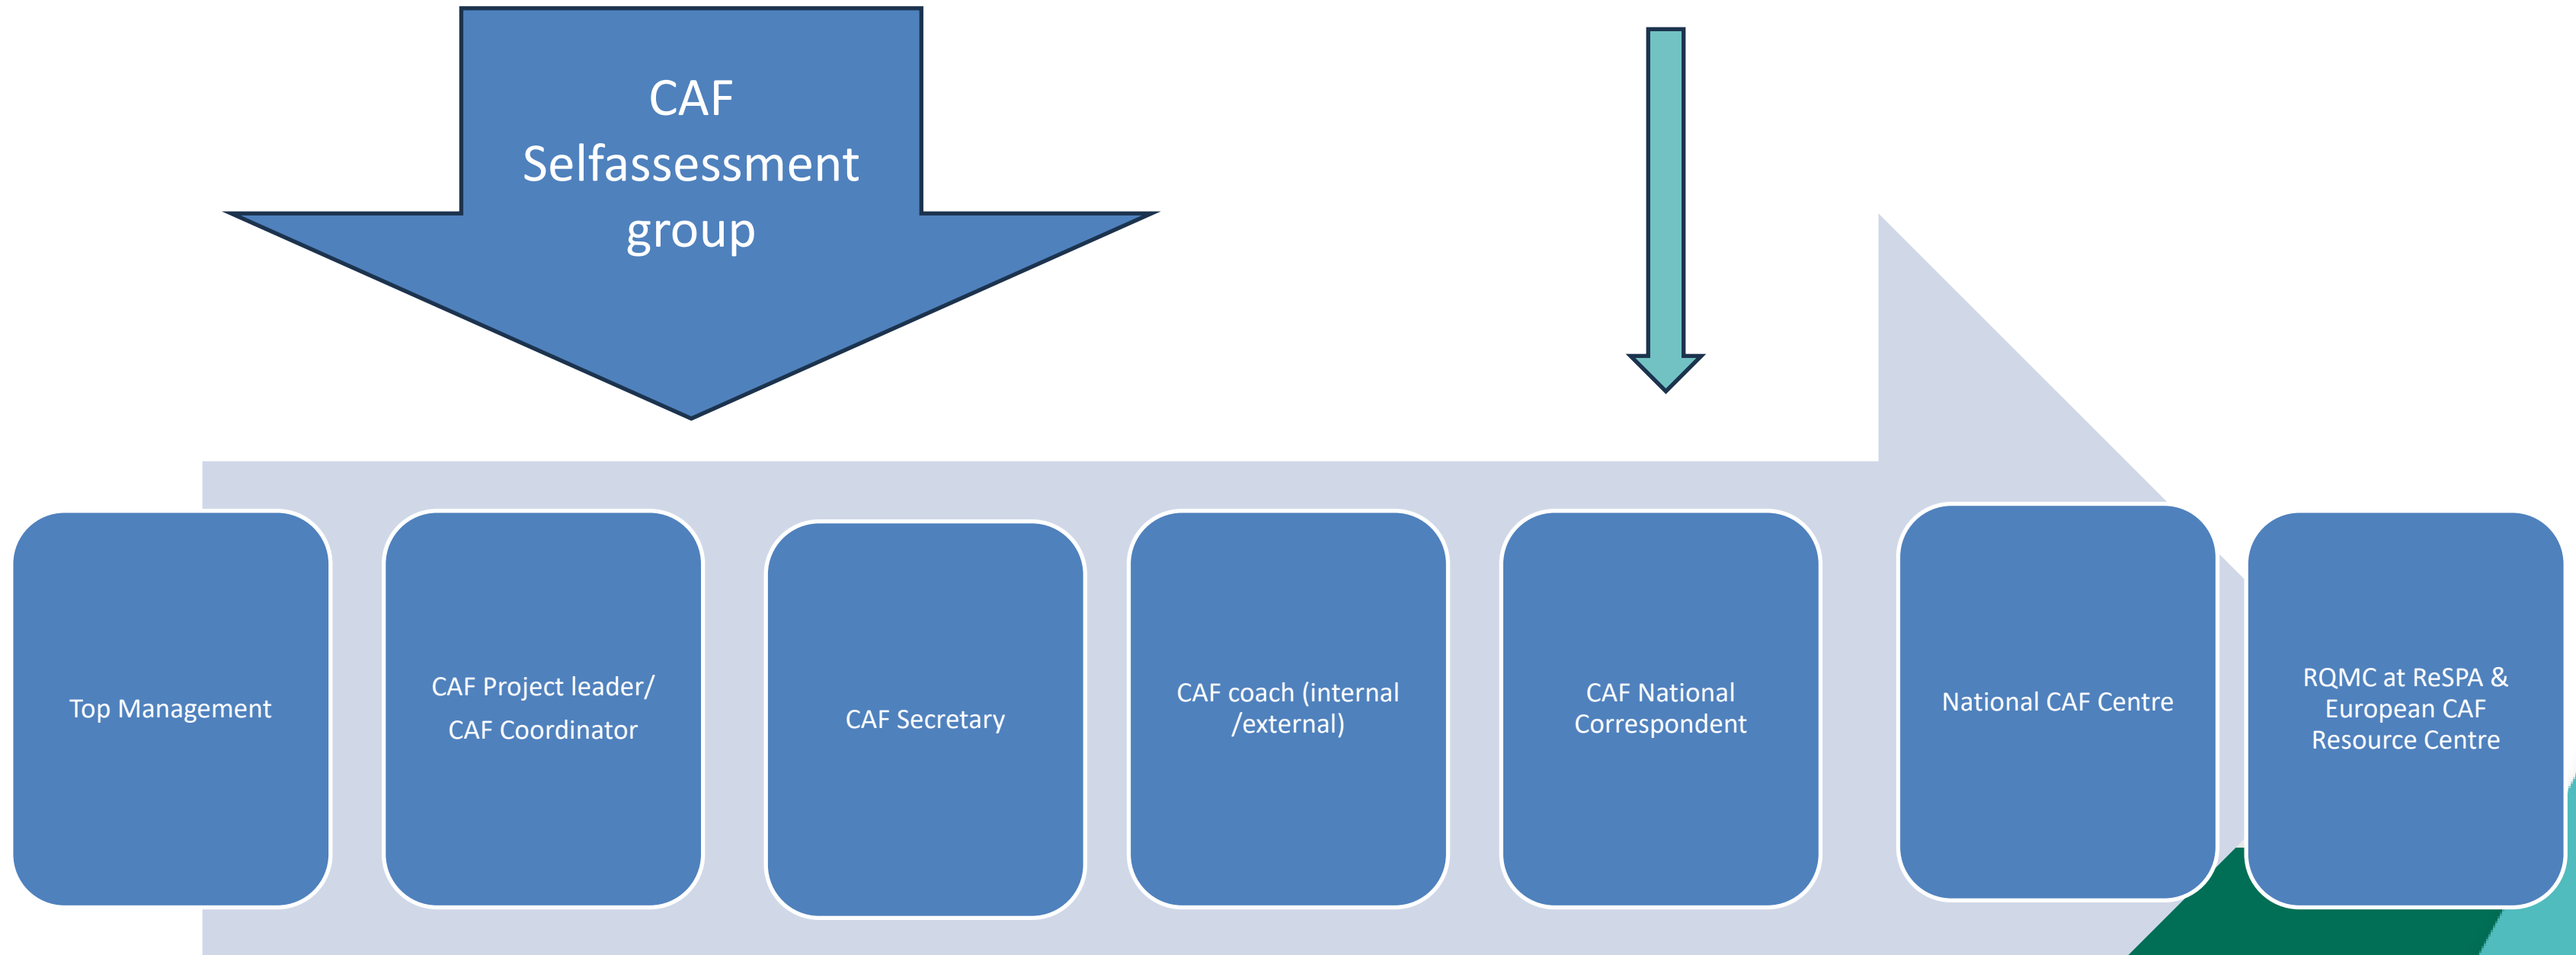 CAF
Selfassessment
group
Top Management
CAF Project leader/
CAF Coordinator
CAF Secretary
CAF coach (internal
/external)
CAF National
Correspondent
National CAF Centre
RQMC at ReSPA &
European CAF
Resource Centre